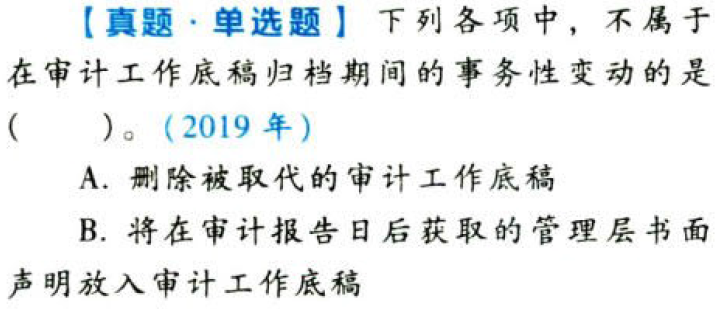 【真题·单选题】下列各项中，不属于
在审计工作底稿归档期间的事务性变动的是
(　　)。(2019 年)
A. 删除被取代的审计工作底稿
B. 将在审计报告日后获取的管理层书面
声明放入审计工作底稿